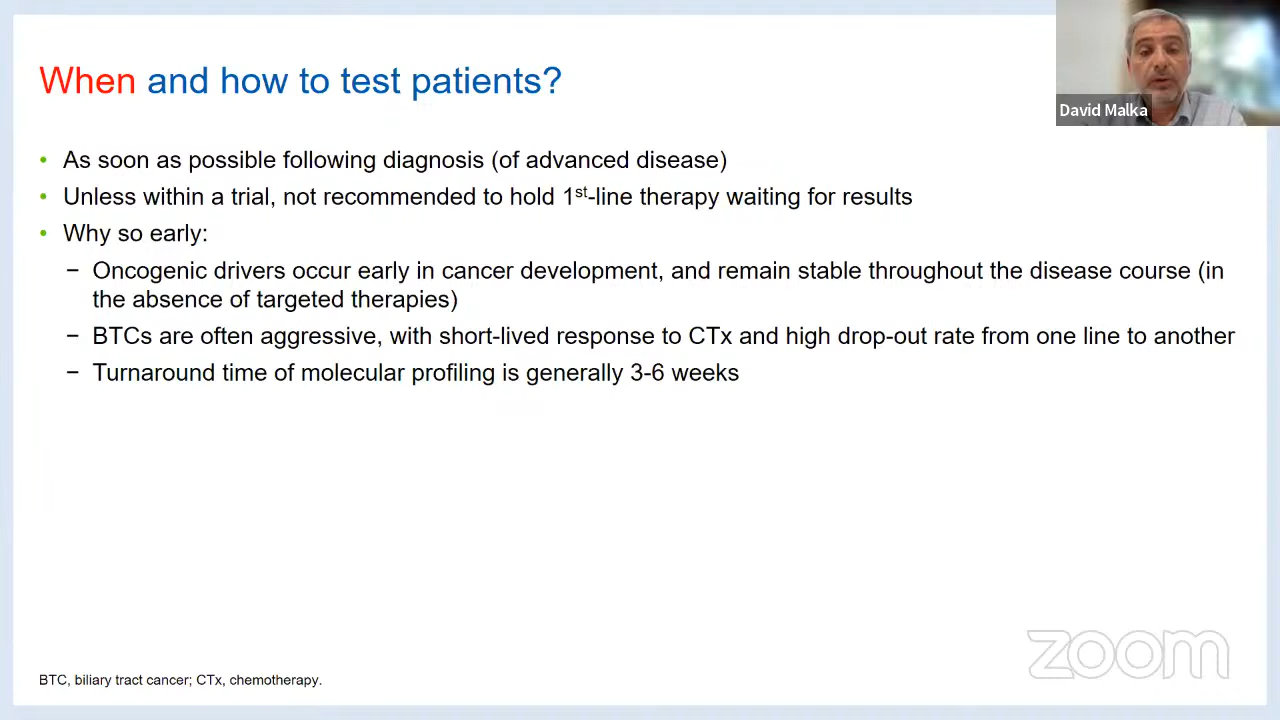 When and how to test patients?
David Malka
• As soon as possible following diagnosis (of advanced disease)
• Unless within a trial, not recommended to hold 1st-line therapy waiting for results
• Why so early:
− Oncogenic drivers occur early in cancer development, and remain stable throughout the disease course (in
the absence of targeted therapies)
− BTCs are often aggressive, with short-lived response to CTx and high drop-out rate from one line to another
− Turnaround time of molecular profiling is generally 3-6 weeks
zoom
BTC, biliary tract cancer; CTx, chemotherapy.